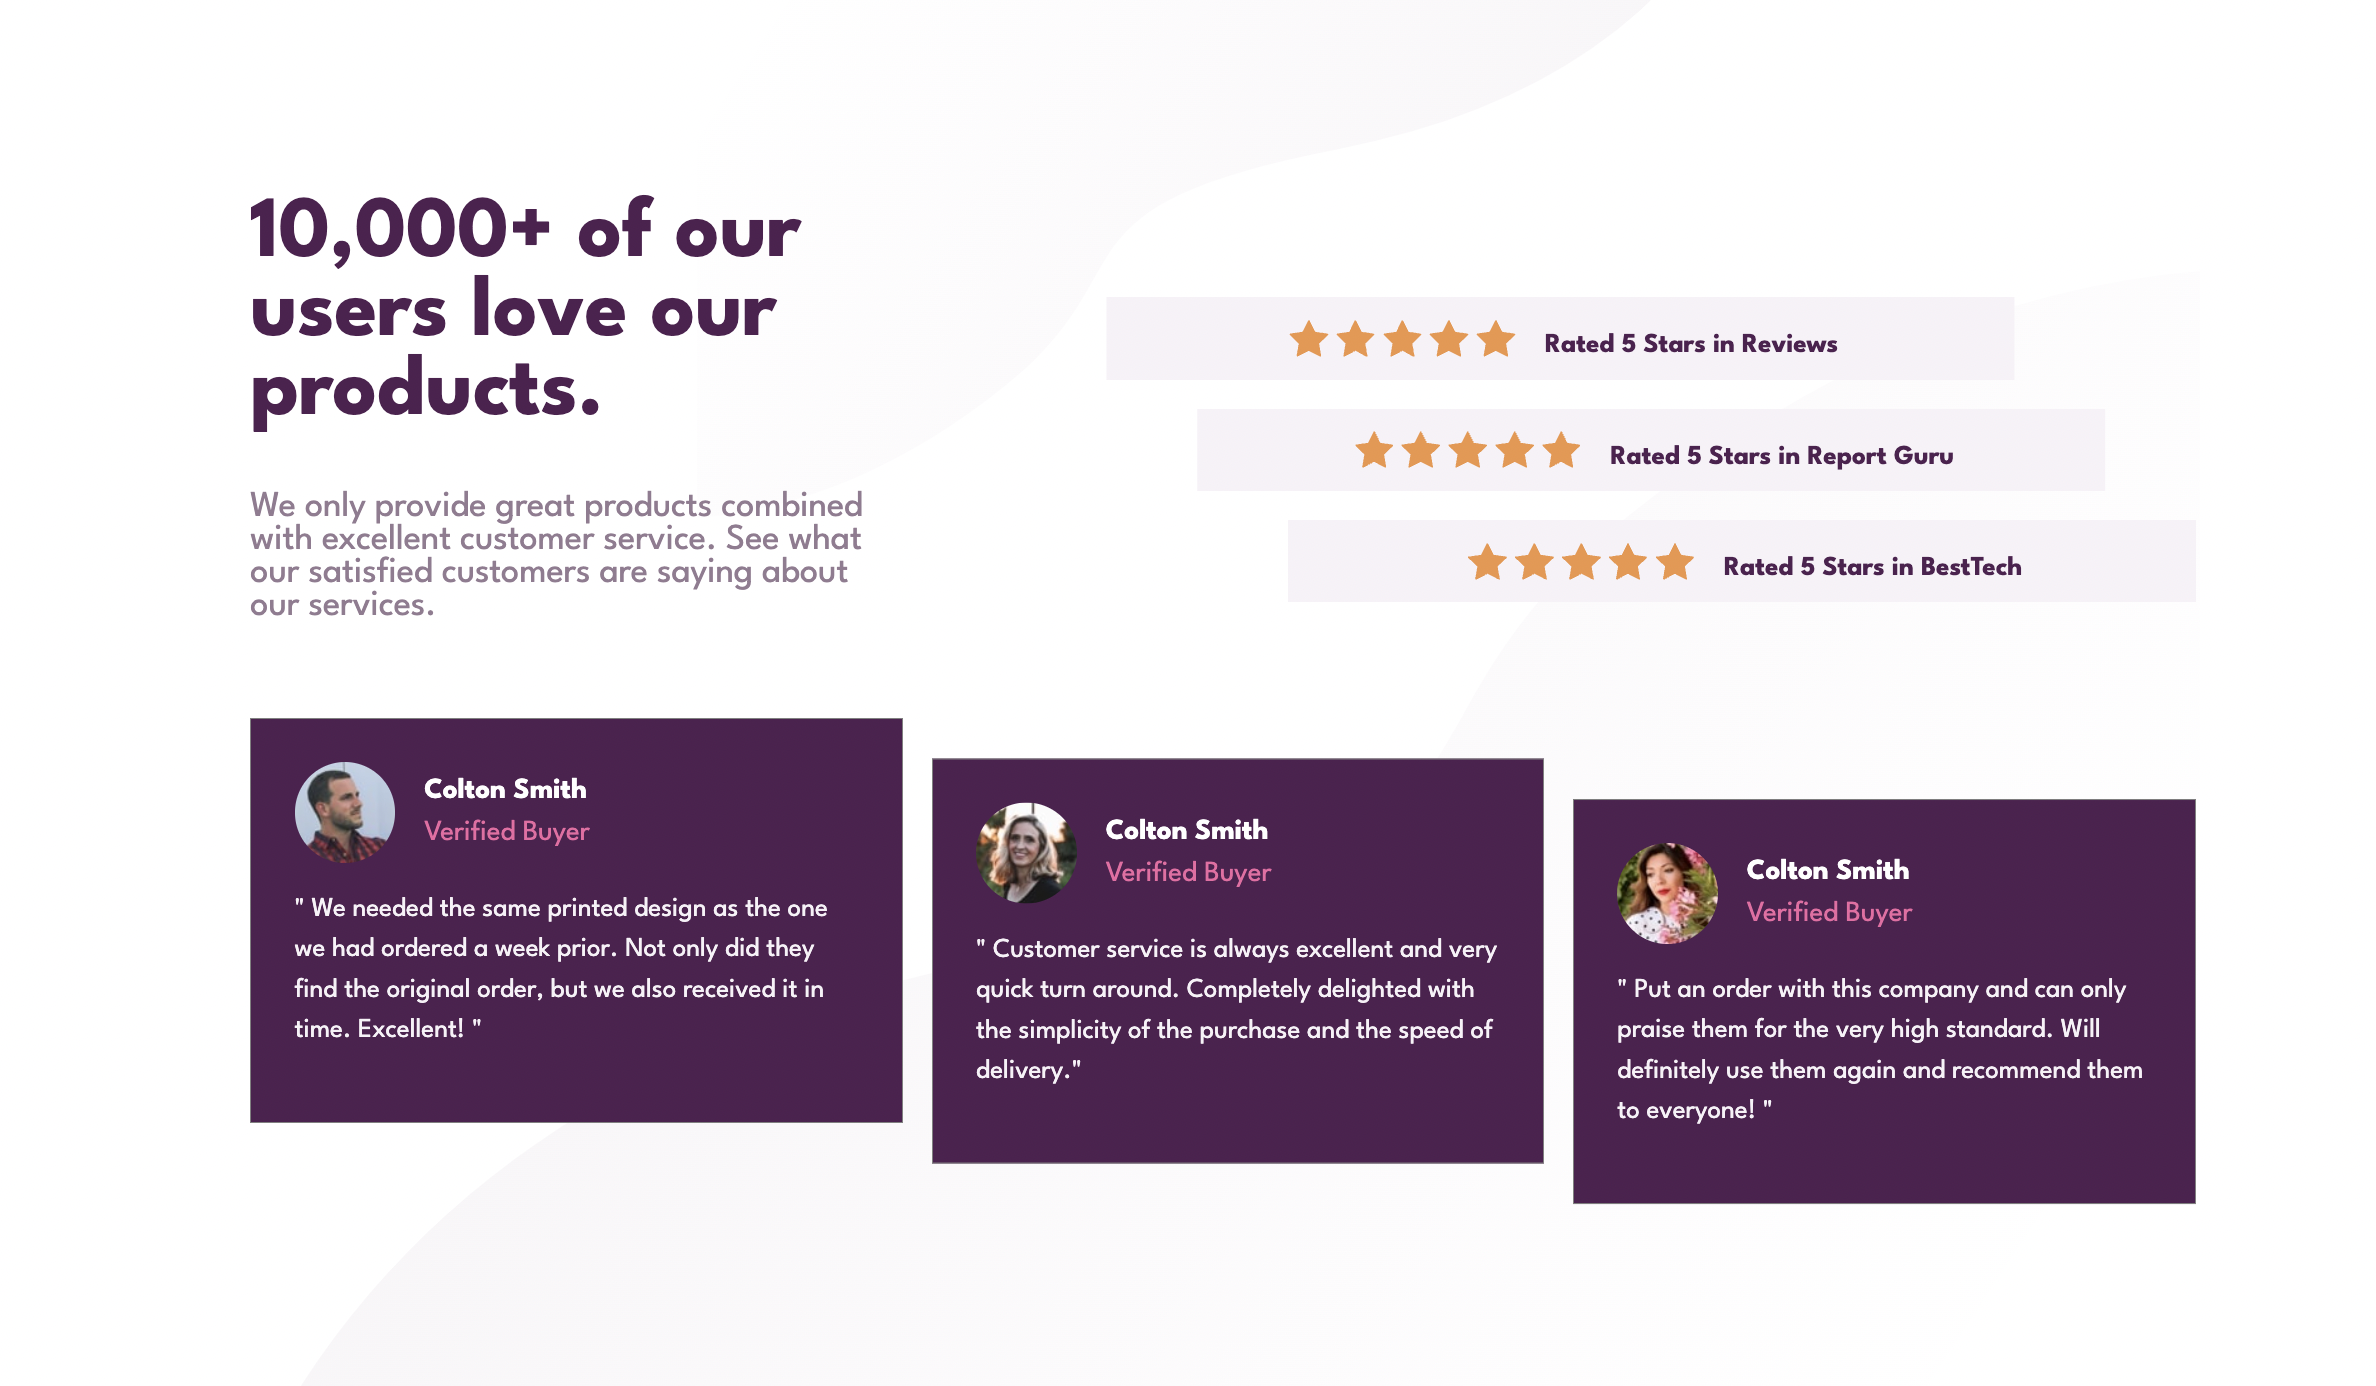 10,000+ of our
users love our
products.
We only provide great products combined
with excellent customer service. See what
our satisfied customers are saying about
our services.
Rated 5 Stars in Reviews
Rated 5 Stars in Report Guru
Rated 5 Stars in BestTech
Colton Smith
Verified Buyer
" We needed the same printed design as the one
we had ordered a week prior. Not only did they
find the original order, but we also received it in
time. Excellent! "
Colton Smith
Verified Buyer
" Customer service is always excellent and very
quick turn around. Completely delighted with
the simplicity of the purchase and the speed of
delivery."
Colton Smith
Verified Buyer
" Put an order with this company and can only
praise them for the very high standard. Will
definitely use them again and recommend them
to everyone! "